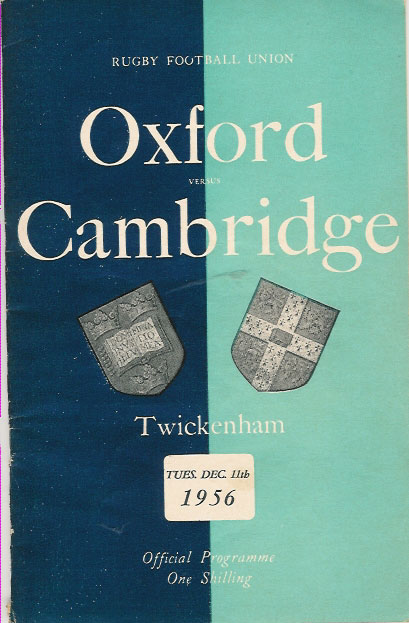 RUGBY FOOTBALL UNION
Oxford
VERSUS
Cambridge
Twickenham
TUES. DEC. 11th
1956
Official Programme
One Shilling